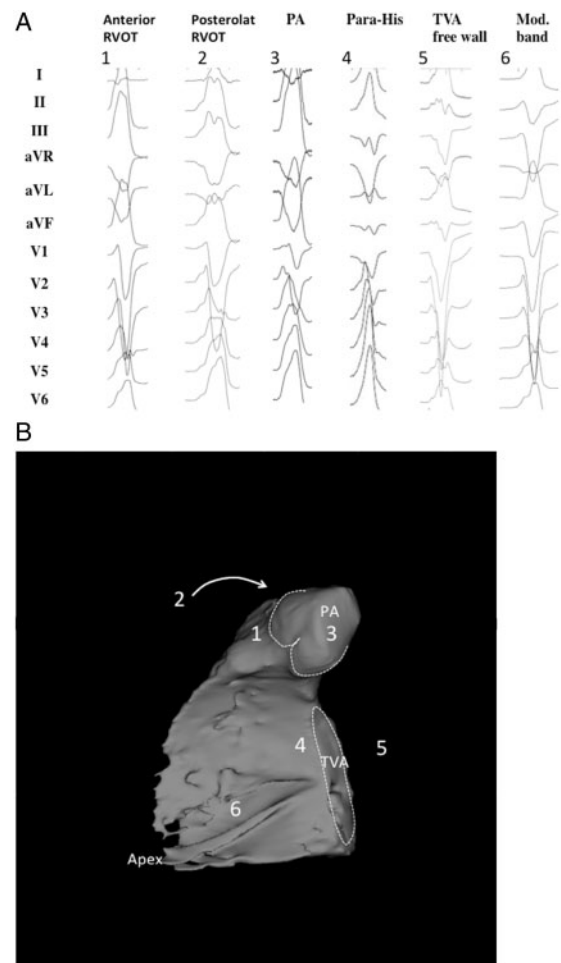 A
Anterior RVOT
1
Posterolat RVOT
2
PA
3
Para-His
4
TVA free wall
5
Mod. band
6
I
II
III
aVR
aVL
aVF
V1
V2
V3
V4
V5
V6
B
2
PA
1
3
4
5
TVA
6
Apex